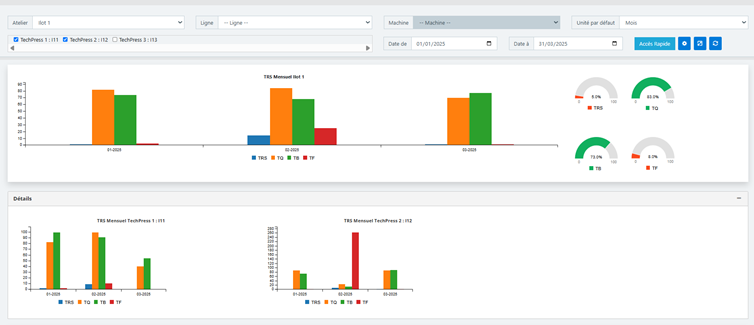 Atelier Ilot 1 Ligne -- Ligne -- Machine -- Machine -- Unité par défaut Mois
TechPress 1 : I11 TechPress 2 : I12 TechPress 3 : I13
Date de 01/01/2025 Date à 31/03/2025 Accès Rapide
TRS Mensuel Ilot 1
90
80
70
60
50
40
30
20
10
0
01-2025 02-2025 03-2025
TRS TQ TB TF
5.0%
0 100
TRS
83.0%
0 100
TQ
73.0%
0 100
TB
8.0%
0 100
TF
Détails
TRS Mensuel TechPress 1 : I11
100
90
80
70
60
50
40
30
20
10
0
01-2025 02-2025 03-2025
TRS TQ TB TF
TRS Mensuel TechPress 2 : I12
280
260
240
220
200
180
160
140
120
100
80
60
40
20
0
01-2025 02-2025 03-2025
TRS TQ TB TF